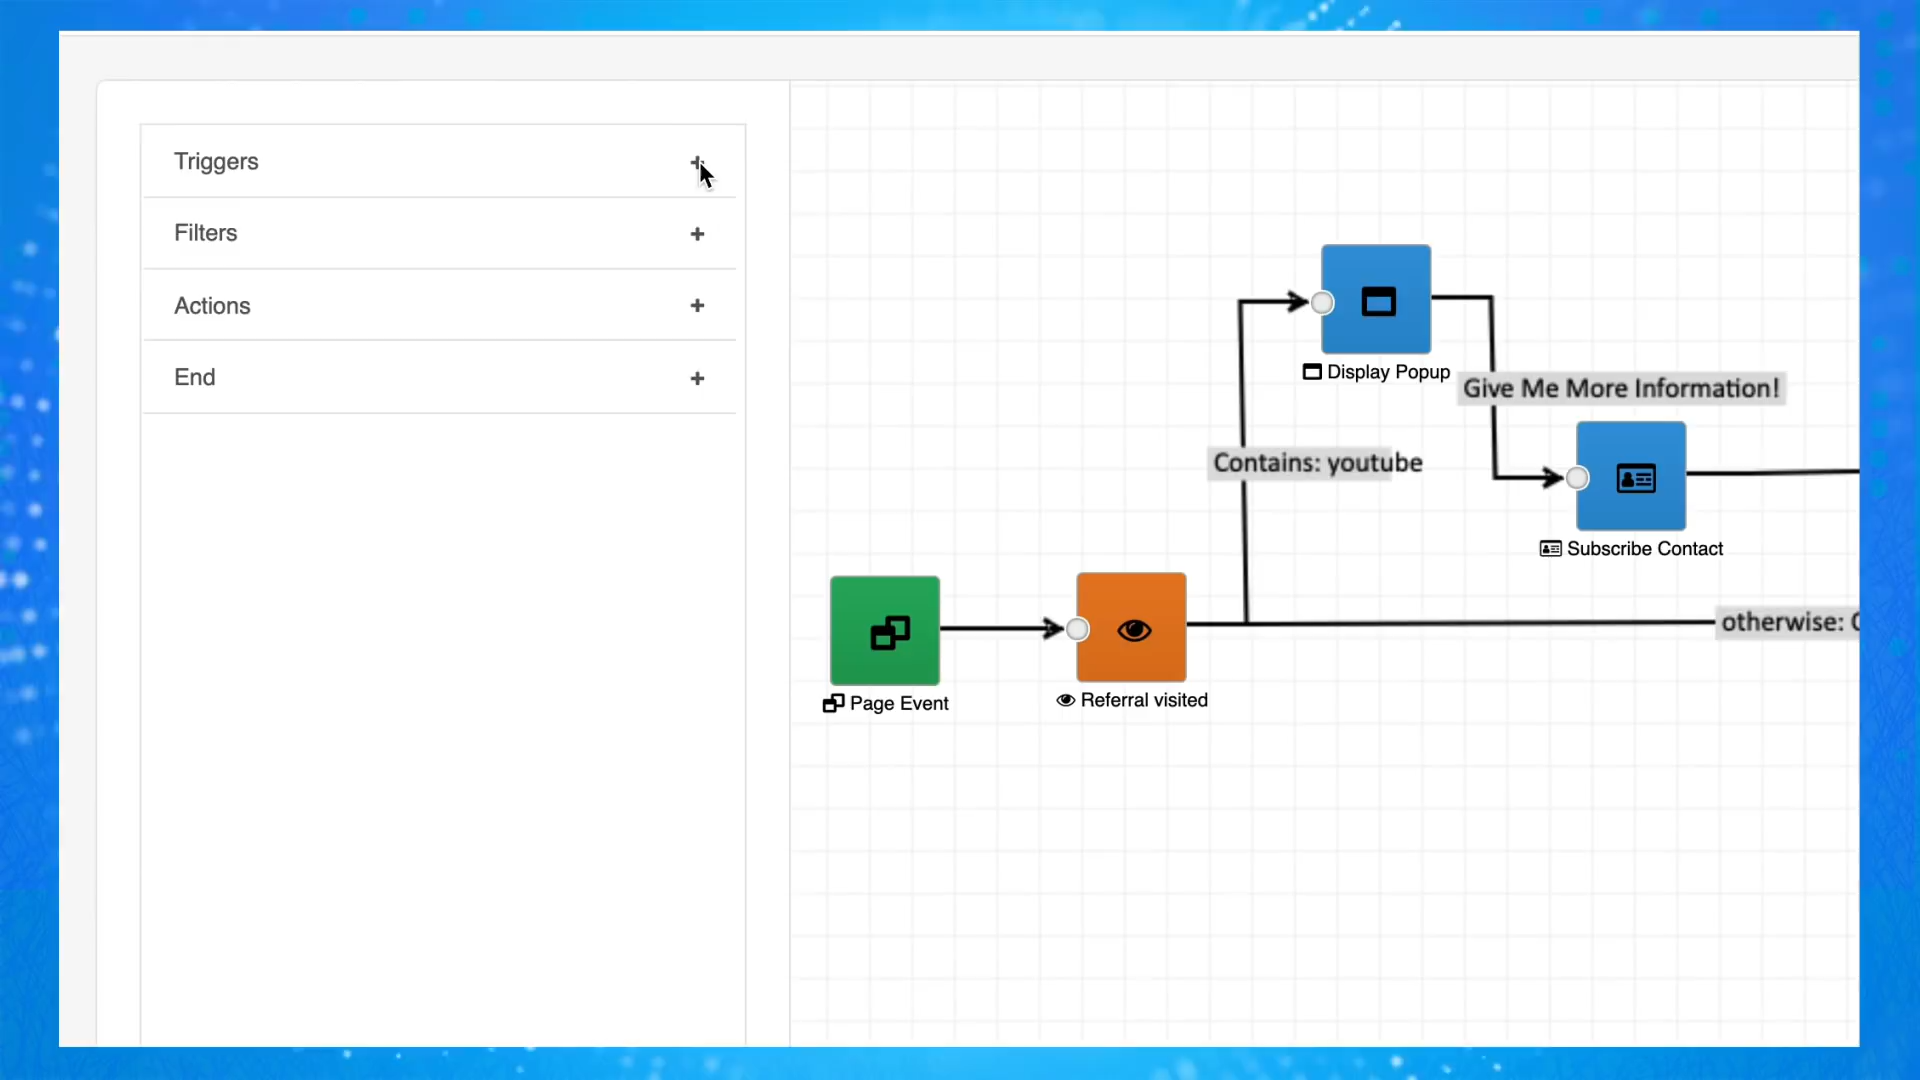 Triggers
Filters
Actions
End
Display Popup
Give Me More Information!
Contains: youtube
Subscribe Contact
otherwise:
Page Event
Referral visited